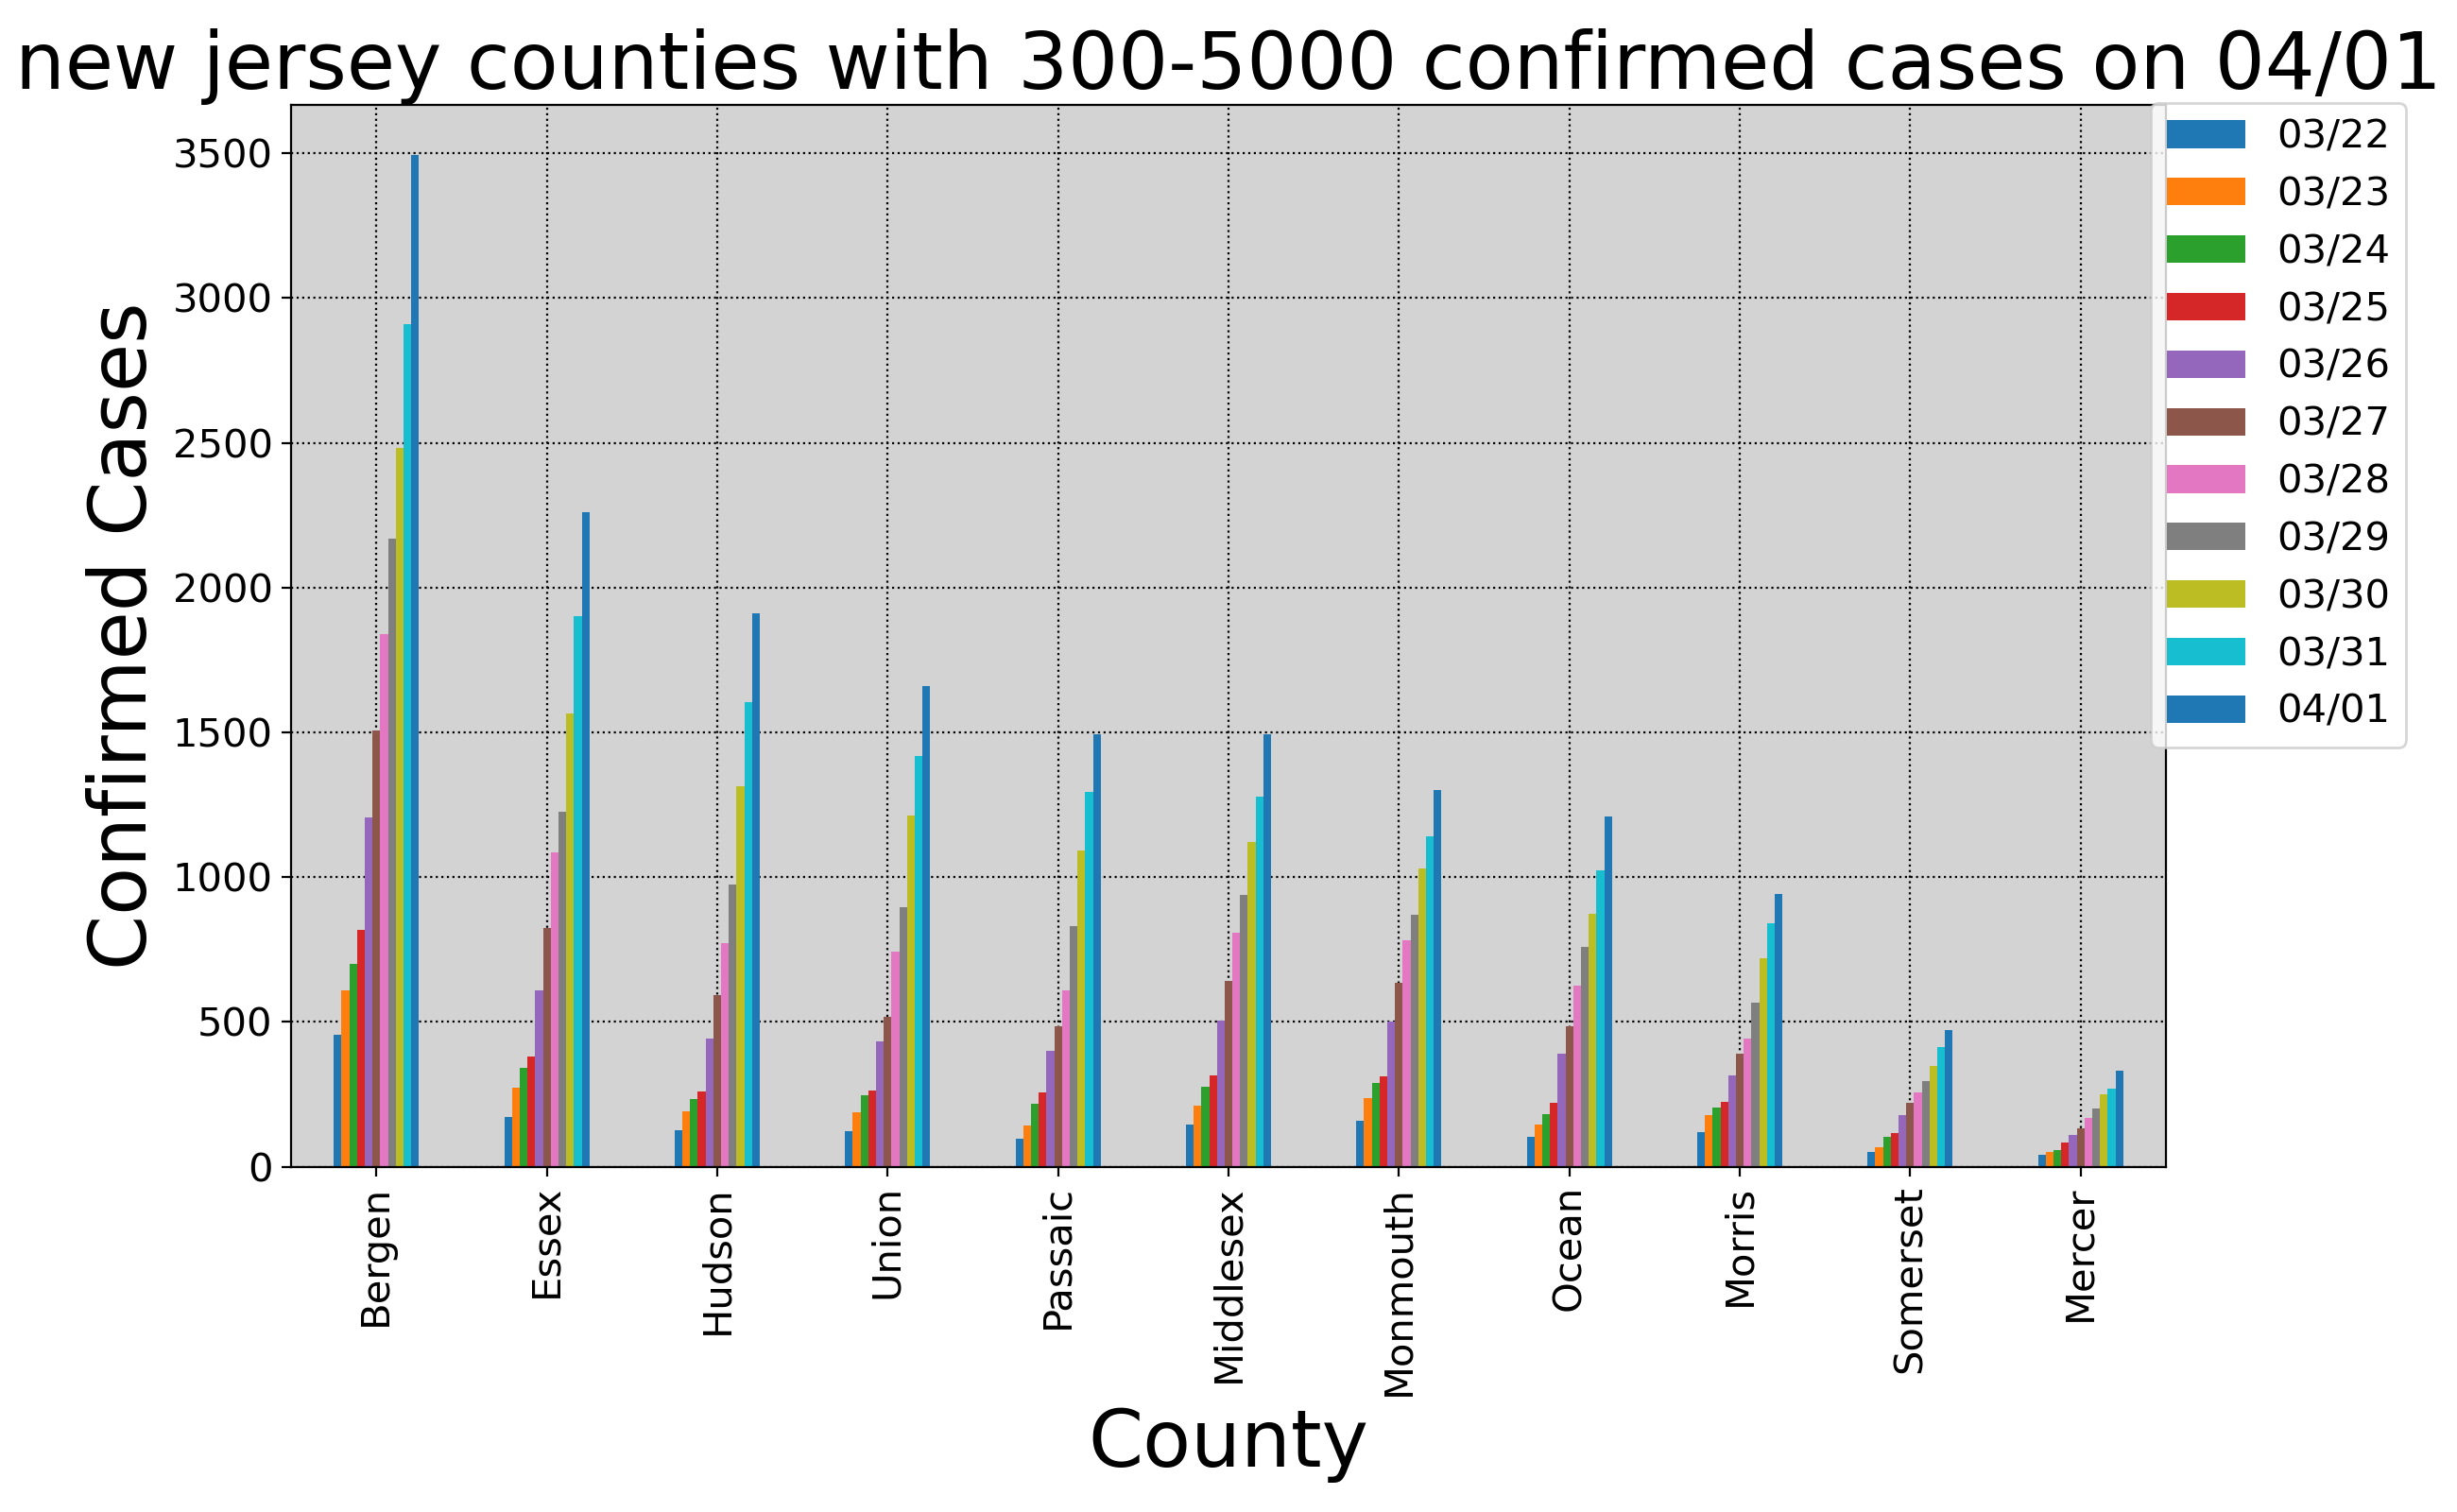 new jersey counties with 300-5000 confirmed cases on 04/01
Confirmed Cases
3500
3000
2500
2000
1500
1000
500
0
03/22
03/23
03/24
03/25
03/26
03/27
03/28
03/29
03/30
03/31
04/01
Bergen
Essex
Hudson
Union
Passaic
Middlesex
Monmouth
Ocean
Morris
Somerset
Mercer
County